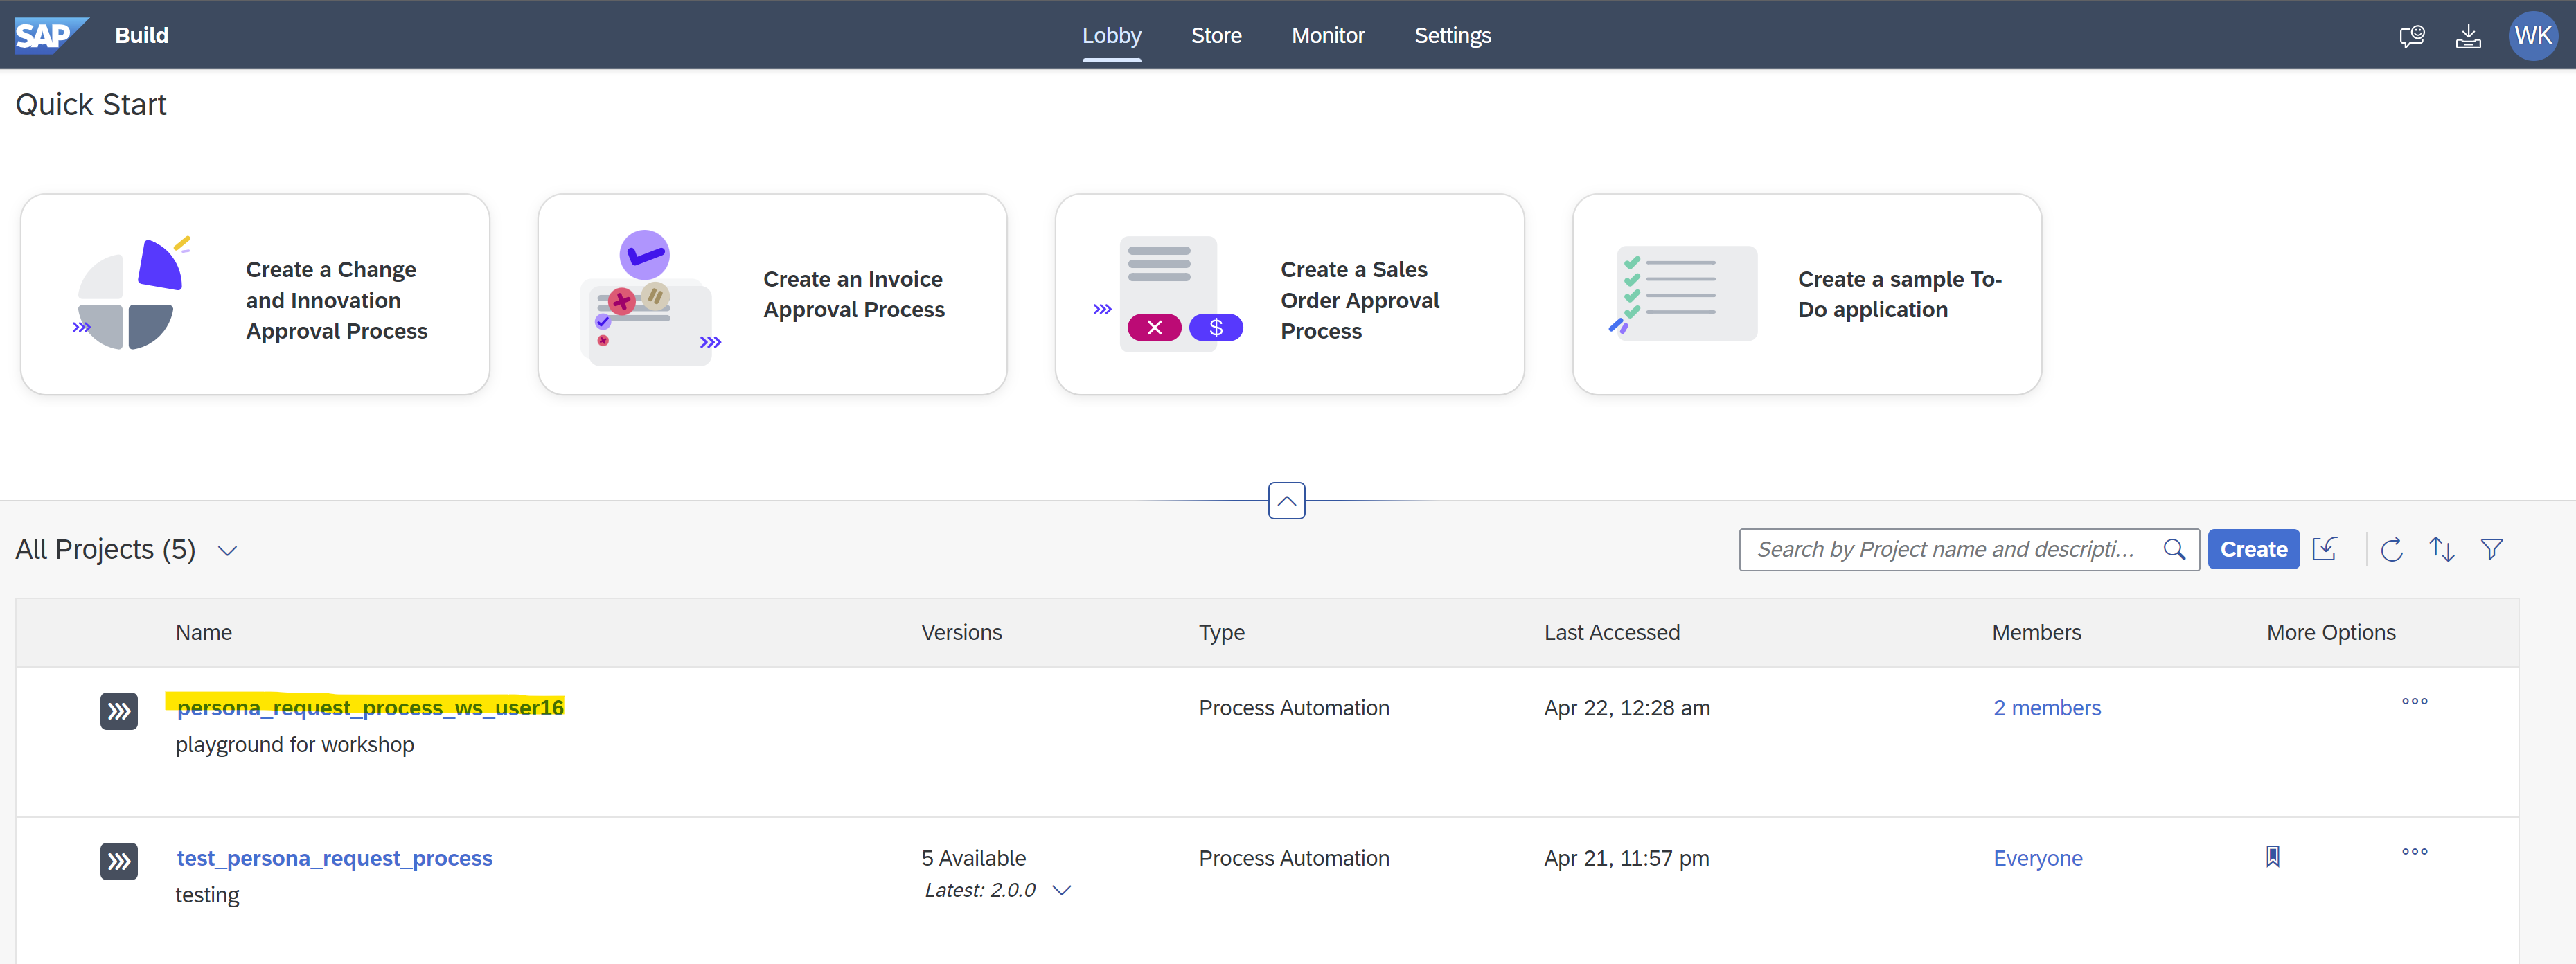 SAP Build Lobby Store Monitor Settings WK
Quick Start
Create a Change
and Innovation
Approval Process
Create an Invoice
Approval Process
Create a Sales
Order Approval
Process
$
Create a sample To-
Do application
All Projects (5)
Search by Project name and descripti...
Create
Name Versions Type Last Accessed Members More Options
persona_request_process_ws_user16 Process Automation Apr 22, 12:28 am 2 members
playground for workshop
test_persona_request_process 5 Available Process Automation Apr 21, 11:57 pm Everyone
testing Latest: 2.0.0